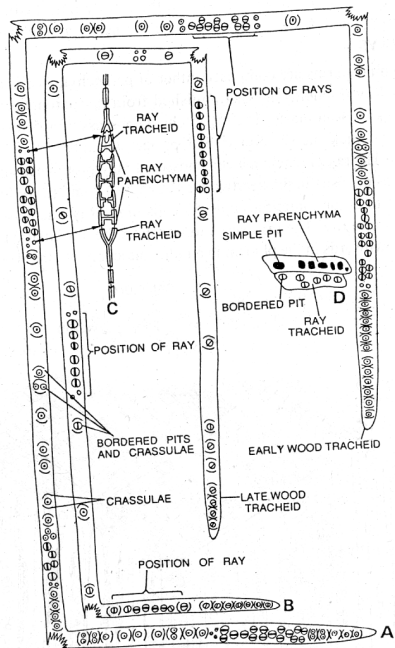 POSITION OF RAYS
RAY
TRACHEID
RAY
PARENCHYMA
RAY
TRACHEID
C
RAY PARENCHYMA
SIMPLE PIT
BORDERED PIT
D
RAY
TRACHEID
POSITION OF RAY
BORDERED PITS
AND CRASSULAE
EARLY WOOD TRACHEID
CRASSULAE
LATE WOOD
TRACHEID
POSITION OF RAY
B
A